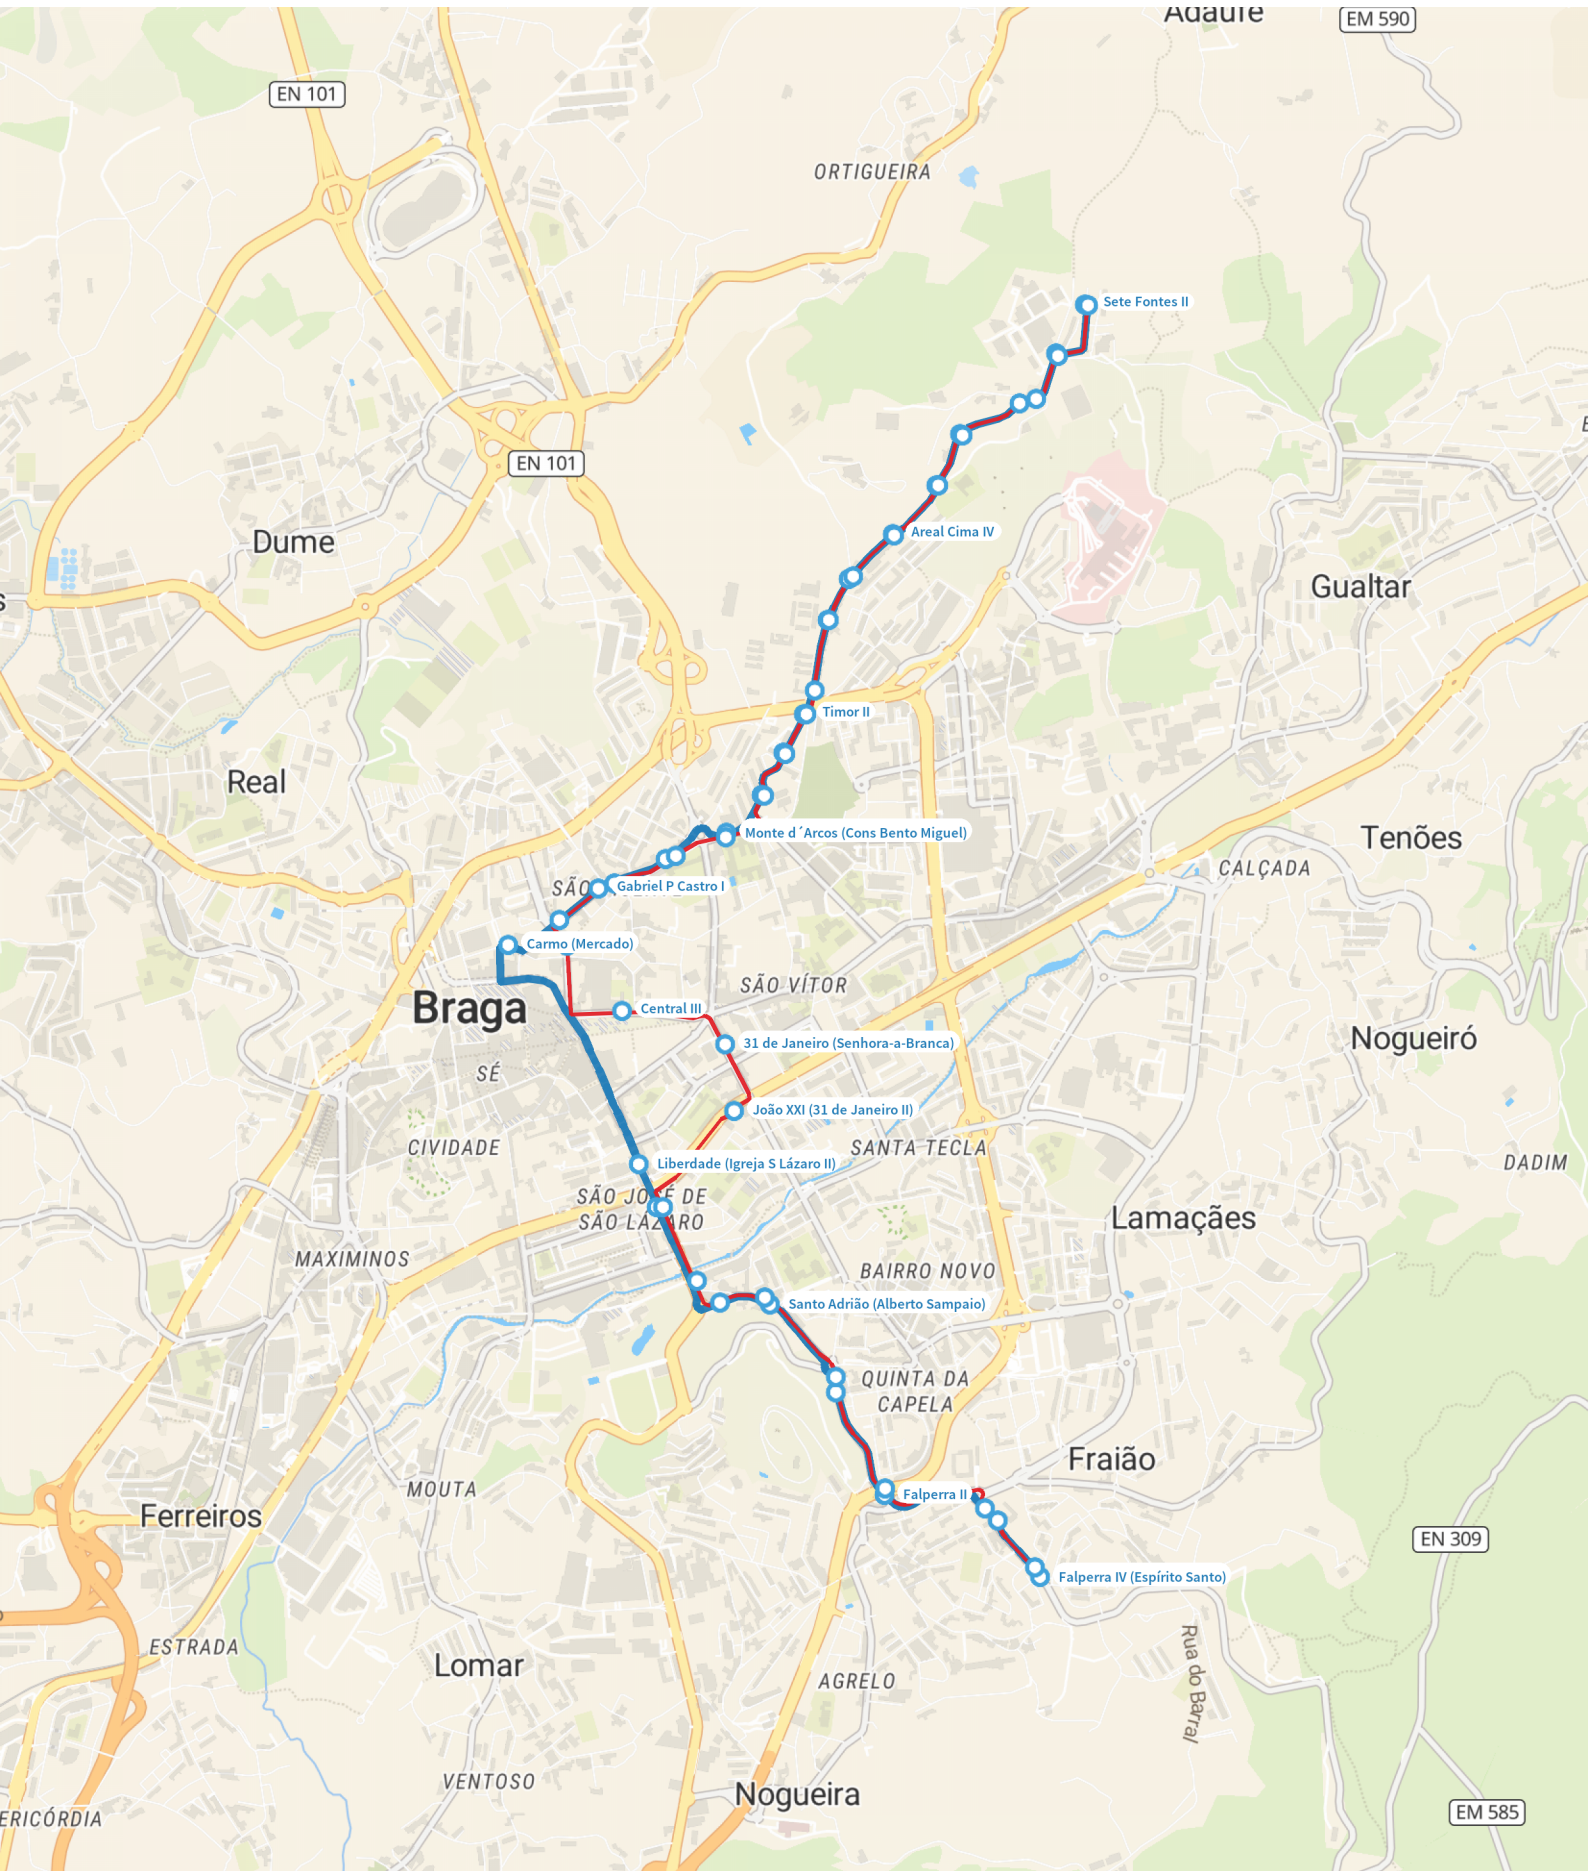 Adaúfe
EM 590
EN 101
ORTIGUEIRA
Sete Fontes II
EN 101
Areal Cima IV
Dume
Gualtar
Timor II
Real
Monte d´Arcos (Cons Bento Miguel)
Tenões
CALÇADA
SÃO
Gabriel P Castro I
Carmo (Mercado)
SÃO VÍTOR
Braga
Central III
Nogueiró
31 de Janeiro (Senhora-a-Branca)
SÉ
João XXI (31 de Janeiro II)
CIVIDADE
SANTA TECLA
Liberdade (Igreja S Lázaro II)
DADIM
SÃO JOSÉ DE
SÃO LÁZARO
Lamaçães
MAXIMINOS
BAIRRO NOVO
Santo Adrião (Alberto Sampaio)
QUINTA DA
CAPELA
Fraião
MOUTA
Falperra II
Ferreiros
EN 309
Falperra IV (Espírito Santo)
ESTRADA
Rua do Barral
Lomar
AGRELO
VENTOSO
Nogueira
ERICÓRDIA
EM 585